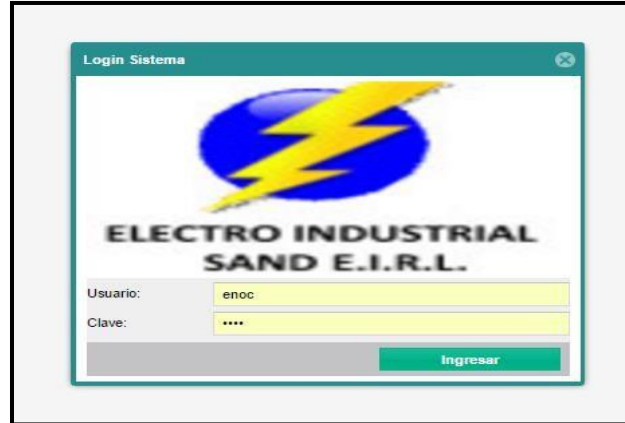 Login Sistema
ELECTRO INDUSTRIAL
SAND E.I.R.L.
Usuario: enoc
Clave: ••••
Ingresar